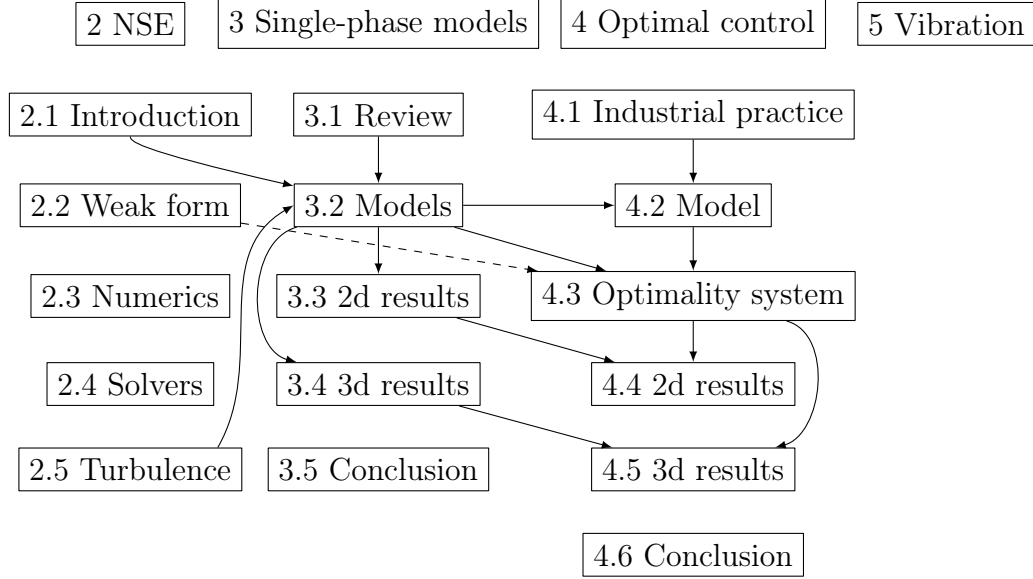 2 NSE
3 Single-phase models
4 Optimal control
5 Vibration
2.1 Introduction
3.1 Review
4.1 Industrial practice
2.2 Weak form
3.2 Models
4.2 Model
2.3 Numerics
3.3 2d results
4.3 Optimality system
2.4 Solvers
3.4 3d results
4.4 2d results
2.5 Turbulence
3.5 Conclusion
4.5 3d results
4.6 Conclusion